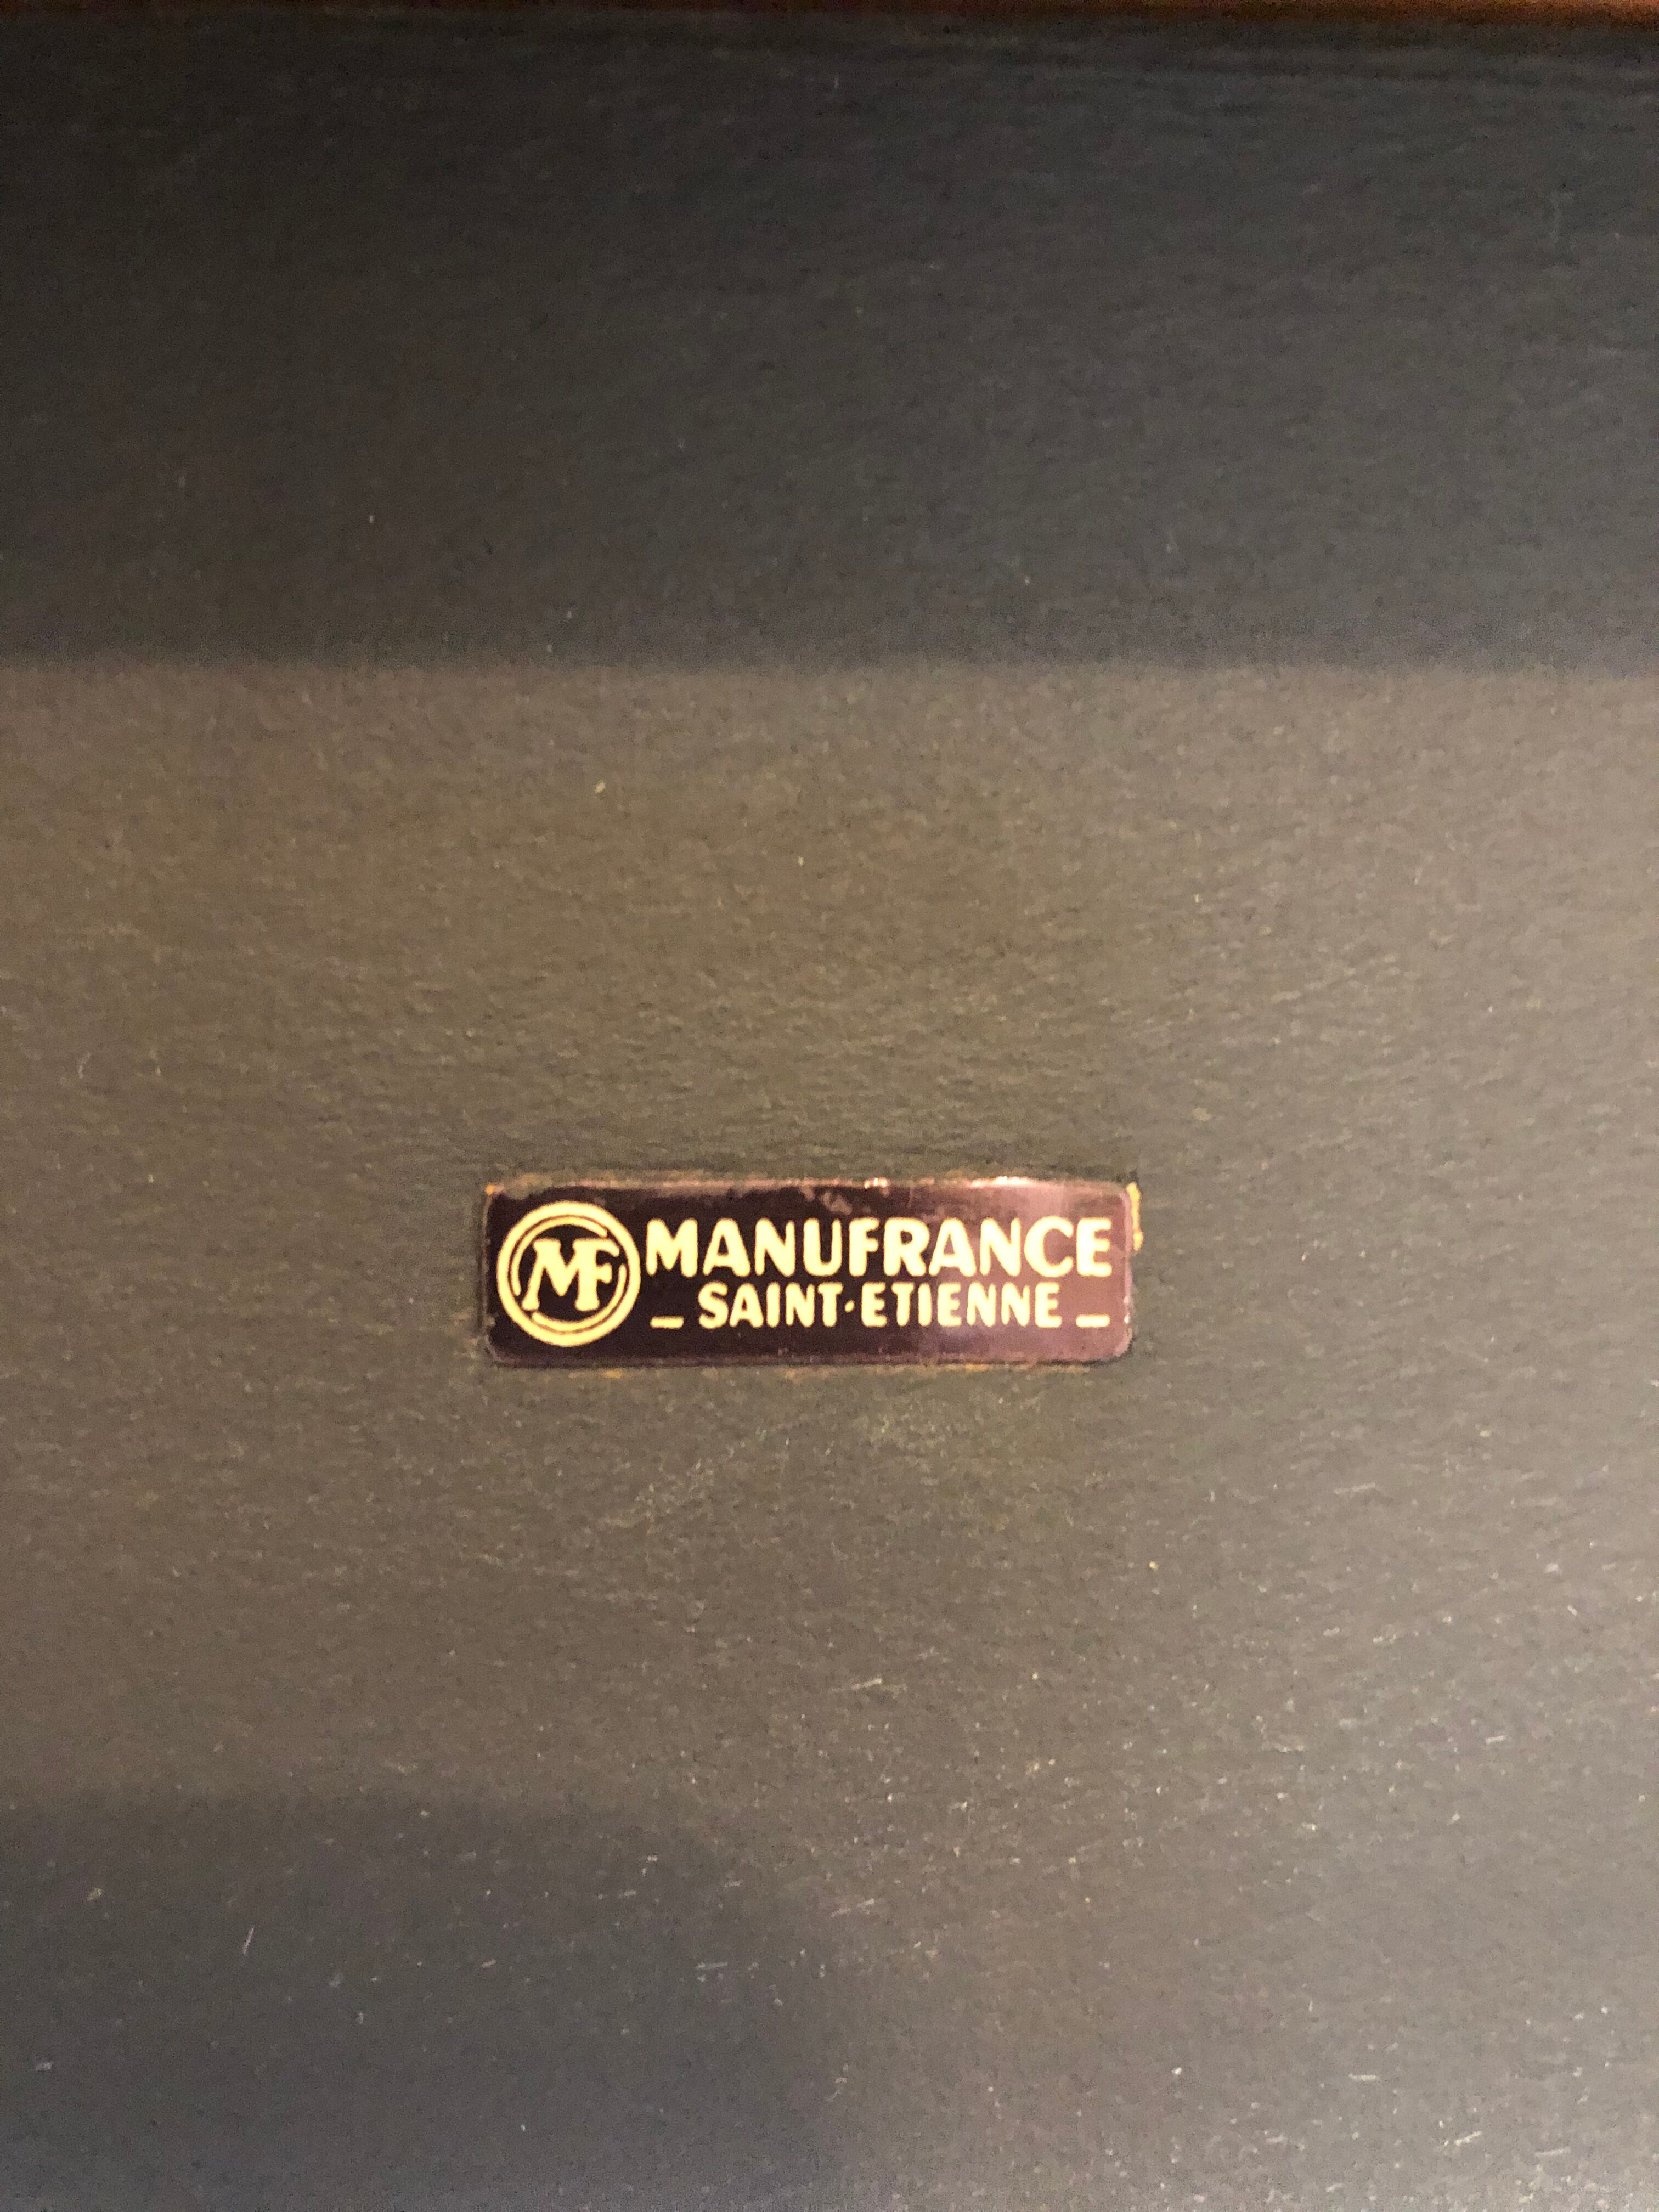 MF MANUFRANCE
– SAINT·ETIENNE –